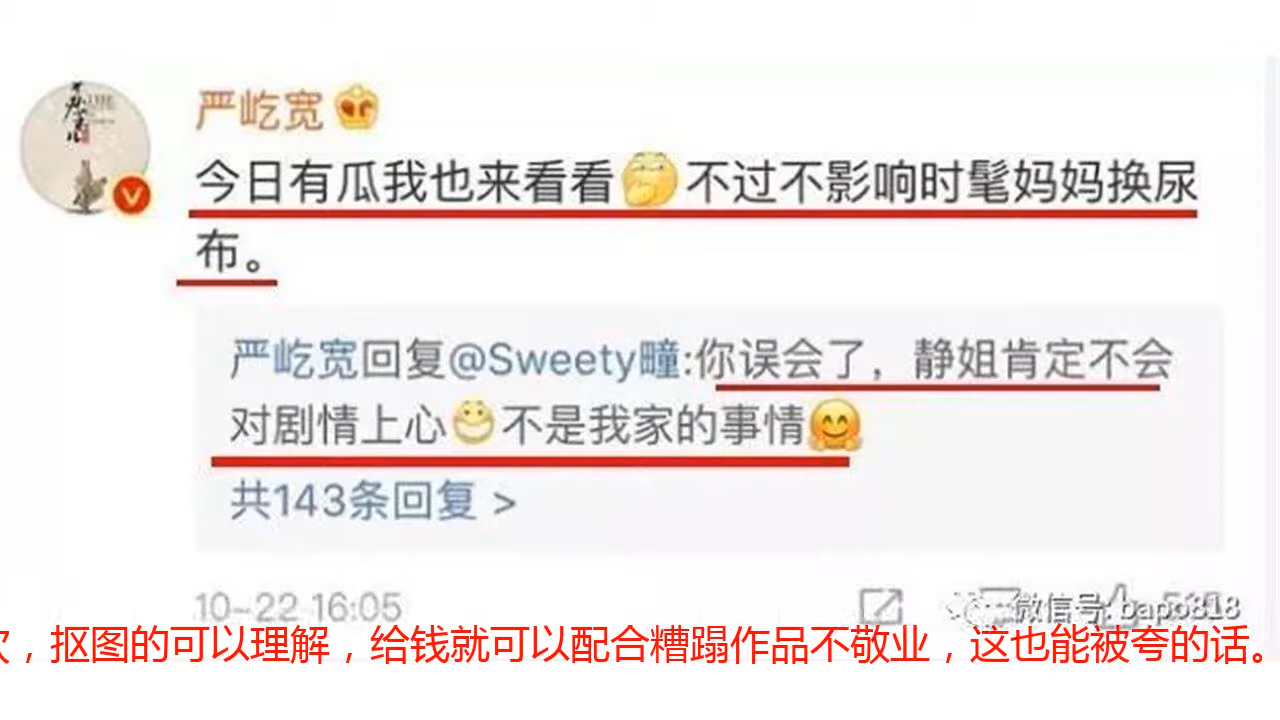 严屹宽
今日有瓜我也来看看不过不影响时髦妈妈换尿
布。
严屹宽回复@Sweety疃:你误会了，静姐肯定不会
对剧情上心不是我家的事情
共143条回复 >
10-22 16:05
微信号: bapo818
，抠图的可以理解，给钱就可以配合糟蹋作品不敬业，这也能被夸的话。